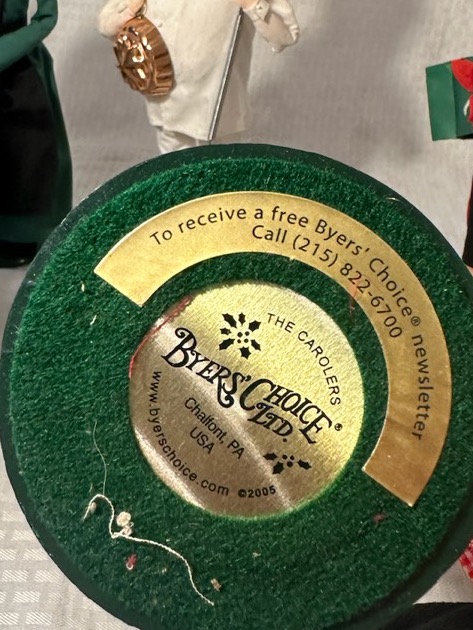 To receive a free Byers' Choice® newsletter
Call (215) 822-6700
THE CAROLERS
BYERS' CHOICE
LTD.®
Chalfont, PA
USA
www.byerschoice.com ©2005